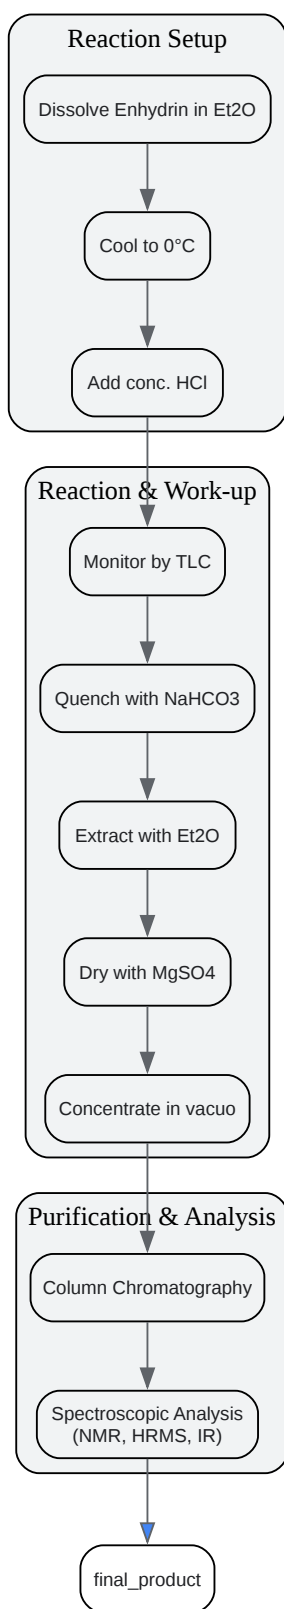 Reaction Setup
Dissolve Enhydrin in Et2O
Cool to 0°C
Add conc. HCl
Reaction & Work-up
Monitor by TLC
Quench with NaHCO3
Extract with Et2O
Dry with MgSO4
Concentrate in vacuo
Purification & Analysis
Column Chromatography
Spectroscopic Analysis
(NMR, HRMS, IR)
final_product